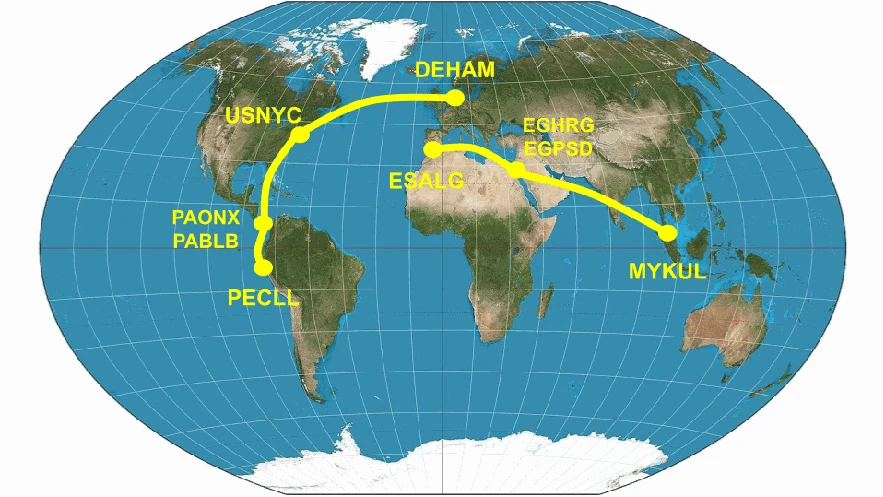 DEHAM
USNYC
EGHRG
EGPSD
ESALG
PAONX
PABLB
MYKUL
PECLL